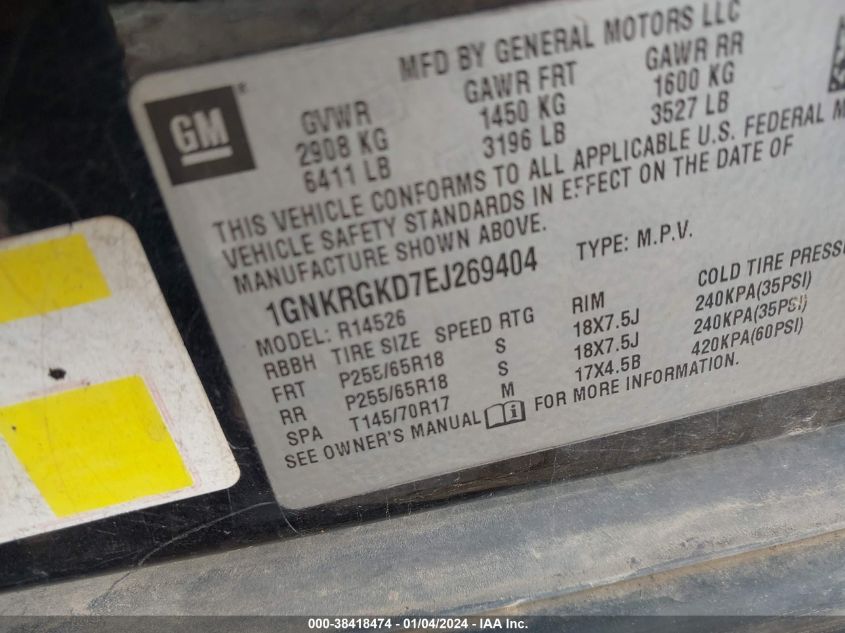 MFD BY GENERAL MOTORS LLC
GM
GVWR GAWR FRT GAWR RR
2908 KG 1450 KG 1600 KG
6411 LB 3196 LB 3527 LB
THIS VEHICLE CONFORMS TO ALL APPLICABLE U.S. FEDERAL M
VEHICLE SAFETY STANDARDS IN EFFECT ON THE DATE OF
MANUFACTURE SHOWN ABOVE.
1GNKRGKD7EJ269404 TYPE: M.P.V.
MODEL: R14526
RBBH TIRE SIZE SPEED RTG RIM COLD TIRE PRESSU
FRT P255/65R18 S 18X7.5J 240KPA(35PSI)
RR P255/65R18 S 18X7.5J 240KPA(35PSI)
SPA T145/70R17 M 17X4.5B 420KPA(60PSI)
SEE OWNER'S MANUAL FOR MORE INFORMATION.
000-38418474 - 01/04/2024 - IAA, Inc.